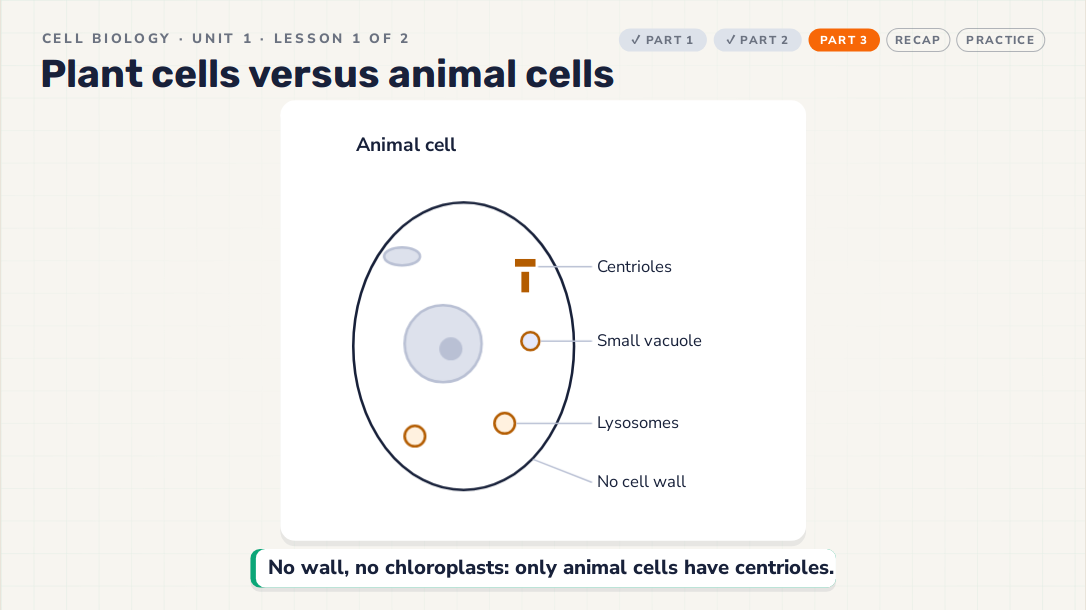 CELL BIOLOGY · UNIT 1 · LESSON 1 OF 2
✓ PART 1
✓ PART 2
PART 3
RECAP
PRACTICE
Plant cells versus animal cells
Animal cell
Centrioles
Small vacuole
Lysosomes
No cell wall
No wall, no chloroplasts: only animal cells have centrioles.